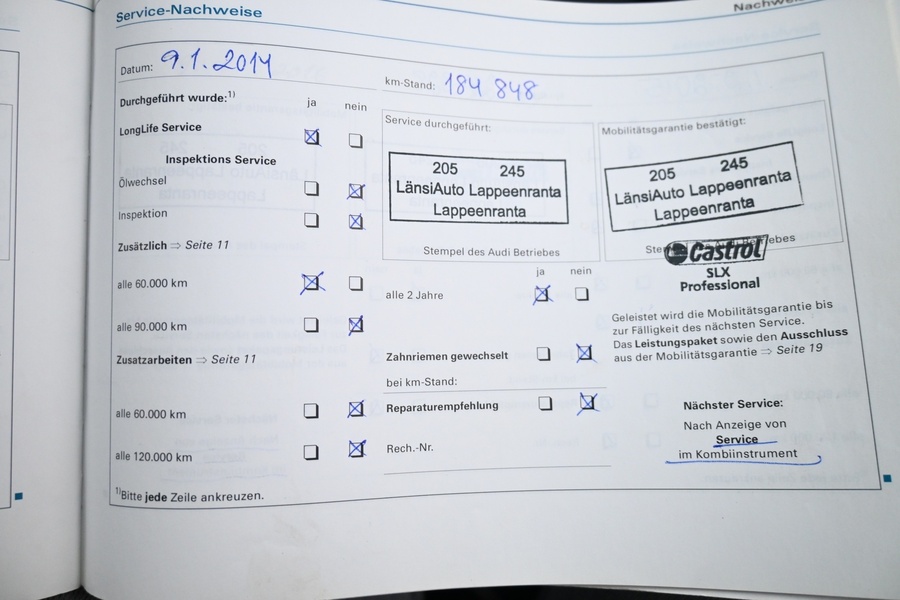 Service-Nachweise
Datum: 9.1.2014
km-Stand: 184 848
Durchgeführt wurde:1)
ja nein
LongLife Service
Inspektions Service
Ölwechsel
Inspektion
Zusätzlich ⇒ Seite 11
alle 60.000 km
alle 90.000 km
Zusatzarbeiten ⇒ Seite 11
alle 60.000 km
alle 120.000 km
1)Bitte jede Zeile ankreuzen.
Service durchgeführt:
205 245
LänsiAuto Lappeenranta
Lappeenranta
Stempel des Audi Betriebes
ja nein
alle 2 Jahre
Zahnriemen gewechselt
bei km-Stand:
Reparaturempfehlung
Rech.-Nr.
Mobilitätsgarantie bestätigt:
205 245
LänsiAuto Lappeenranta
Lappeenranta
Castrol
SLX
Professional
Geleistet wird die Mobilitätsgarantie bis
zur Fälligkeit des nächsten Service.
Das Leistungspaket sowie den Ausschluss
aus der Mobilitätsgarantie ⇒ Seite 19
Nächster Service:
Nach Anzeige von
Service
im Kombiinstrument